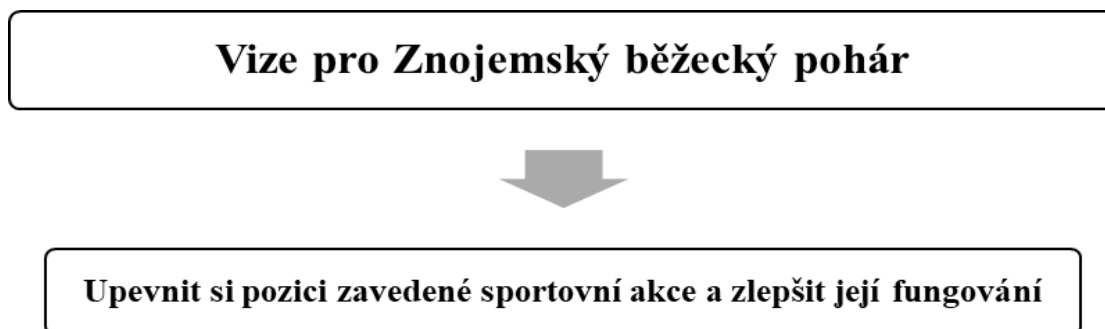 Vize pro Znojemský běžecký pohár
Upevnit si pozici zavedené sportovní akce a zlepšit její fungování